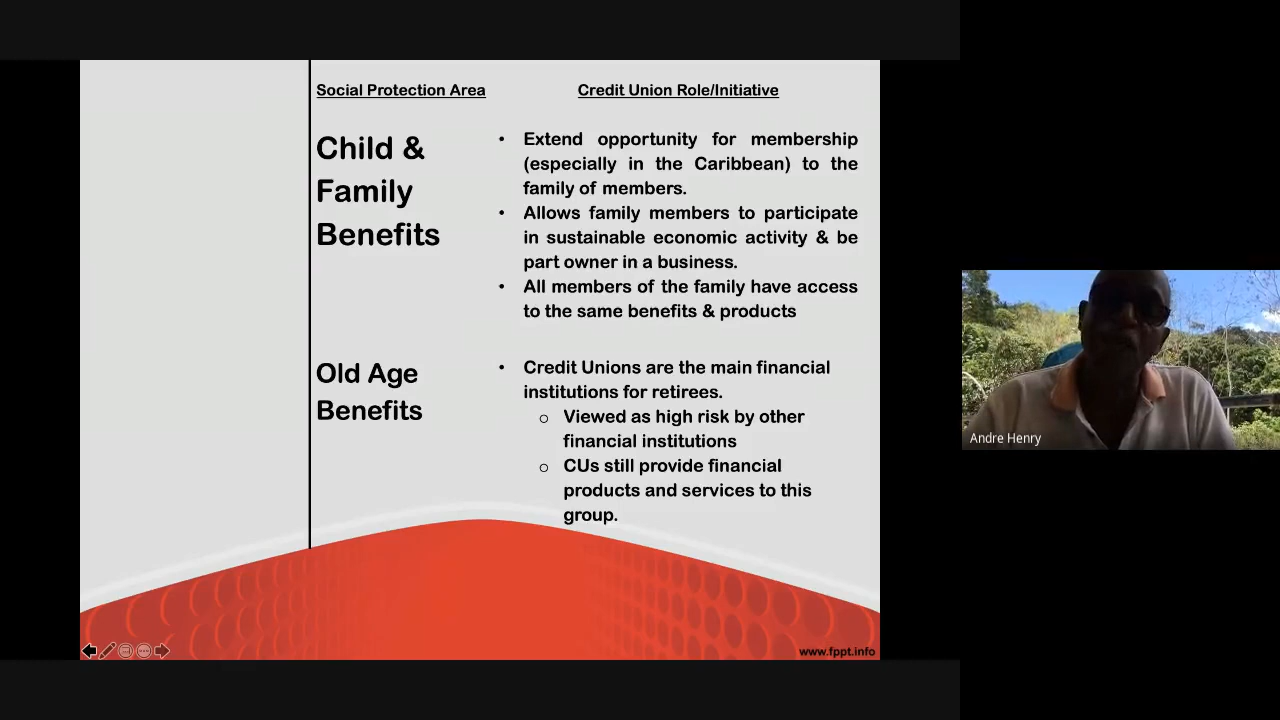 Social Protection Area
Credit Union Role/Initiative
Child &
Family
Benefits
• Extend opportunity for membership
(especially in the Caribbean) to the
family of members.
• Allows family members to participate
in sustainable economic activity & be
part owner in a business.
• All members of the family have access
to the same benefits & products
Old Age
Benefits
• Credit Unions are the main financial
institutions for retirees.
o Viewed as high risk by other
financial institutions
o CUs still provide financial
products and services to this
group.
www.fppt.info
Andre Henry